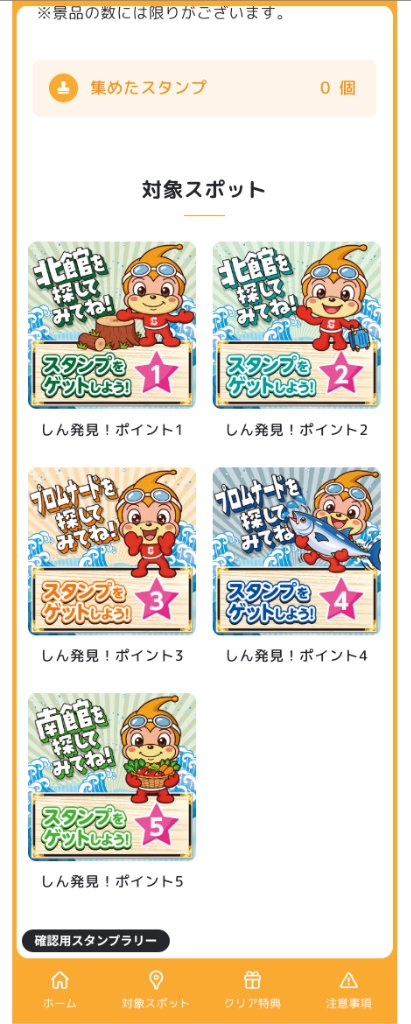 ※景品の数には限りがございます。
集めたスタンプ 0 個
対象スポット
北館を
探して
みてね!
スタンプを
ゲットしよう!
1
しん発見!ポイント1
北館を
探して
みてね!
スタンプを
ゲットしよう!
2
しん発見!ポイント2
プロムナードを
探して
みてね!
スタンプを
ゲットしよう!
3
しん発見!ポイント3
プロムナードを
探して
みてね!
スタンプを
ゲットしよう!
4
しん発見!ポイント4
南館を
探して
みてね!
スタンプを
ゲットしよう!
5
しん発見!ポイント5
確認用スタンプラリー
ホーム 対象スポット クリア特典 注意事項